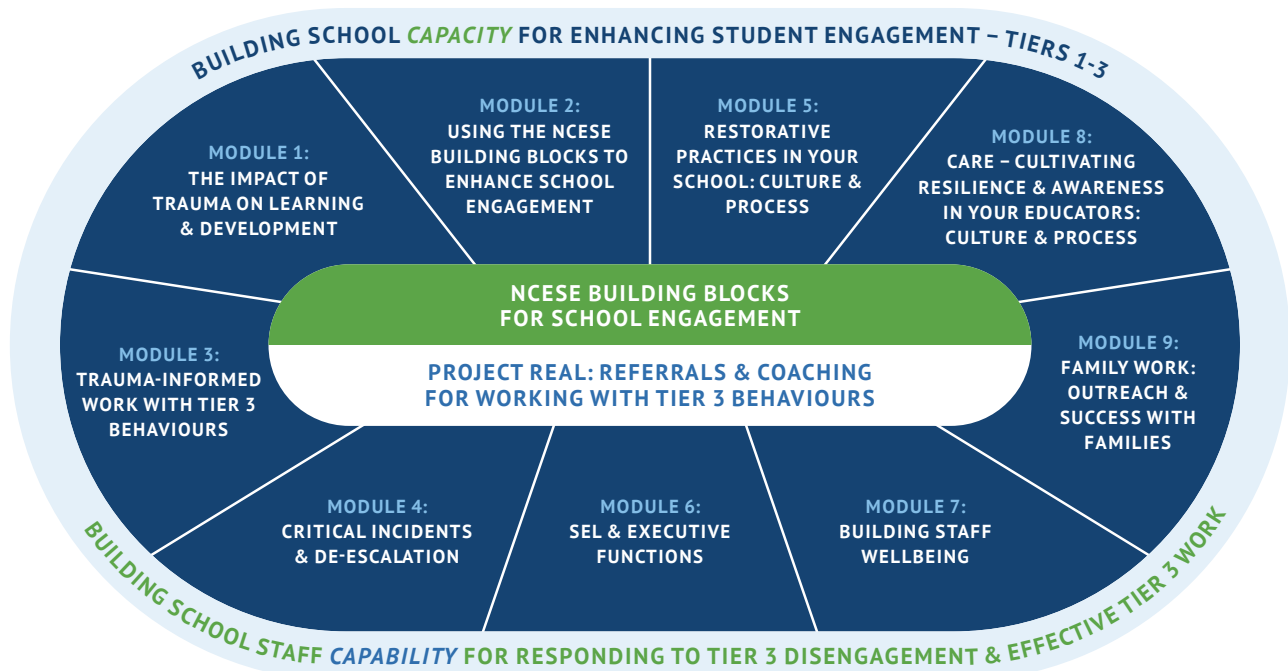 BUILDING SCHOOL CAPACITY FOR ENHANCING STUDENT ENGAGEMENT – TIERS 1-3
MODULE 1:
THE IMPACT OF
TRAUMA ON LEARNING
& DEVELOPMENT
MODULE 2:
USING THE NCESE
BUILDING BLOCKS TO
ENHANCE SCHOOL
ENGAGEMENT
MODULE 5:
RESTORATIVE
PRACTICES IN YOUR
SCHOOL: CULTURE &
PROCESS
MODULE 8:
CARE – CULTIVATING
RESILIENCE & AWARENESS
IN YOUR EDUCATORS:
CULTURE & PROCESS
NCESE BUILDING BLOCKS
FOR SCHOOL ENGAGEMENT
PROJECT REAL: REFERRALS & COACHING
FOR WORKING WITH TIER 3 BEHAVIOURS
MODULE 3:
TRAUMA-INFORMED
WORK WITH TIER 3
BEHAVIOURS
MODULE 9:
FAMILY WORK:
OUTREACH &
SUCCESS WITH
FAMILIES
MODULE 4:
CRITICAL INCIDENTS
& DE-ESCALATION
MODULE 6:
SEL & EXECUTIVE
FUNCTIONS
MODULE 7:
BUILDING STAFF
WELLBEING
BUILDING SCHOOL STAFF CAPABILITY FOR RESPONDING TO TIER 3 DISENGAGEMENT & EFFECTIVE TIER 3 WORK